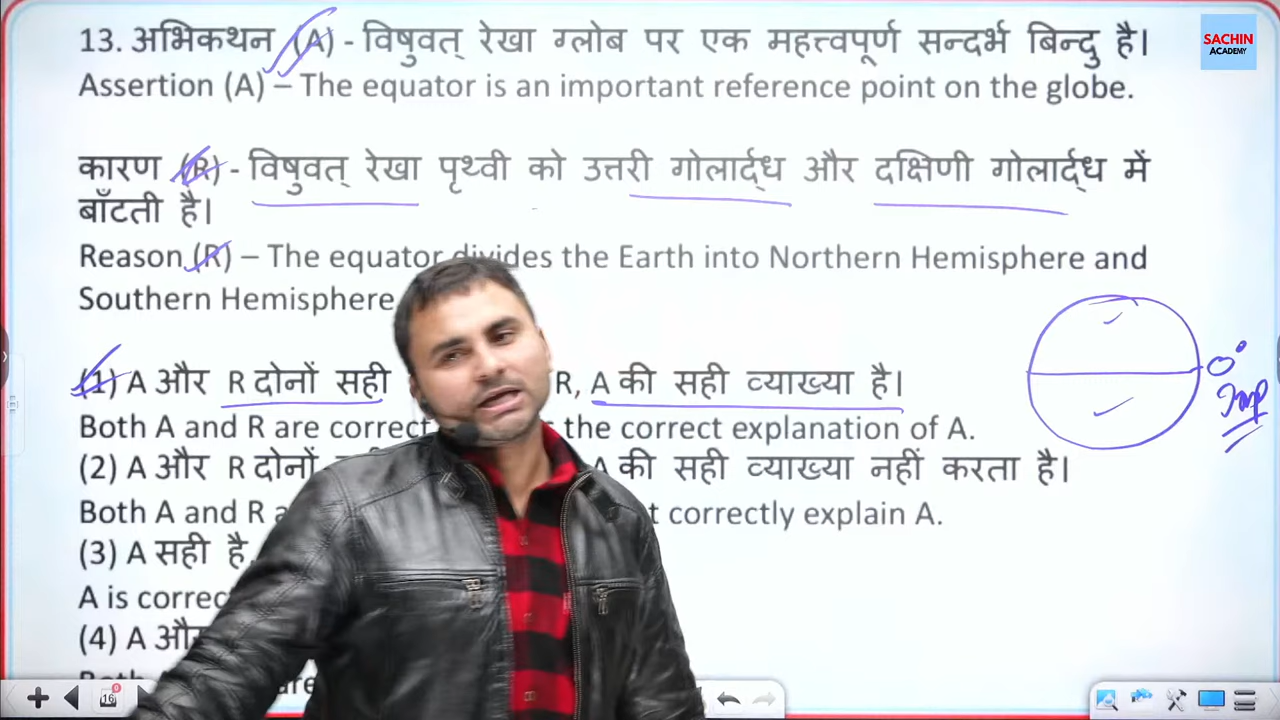 13. अभिकथन (A) - विषुवत् रेखा ग्लोब पर एक महत्त्वपूर्ण सन्दर्भ बिन्दु है।
SACHIN
ACADEMY
Assertion (A) – The equator is an important reference point on the globe.
कारण (R) - विषुवत् रेखा पृथ्वी को उत्तरी गोलार्द्ध और दक्षिणी गोलार्द्ध में
बाँटती है।
Reason (R) – The equator divides the Earth into Northern Hemisphere and
Southern Hemisphere
0°
Imp
(1) A और R दोनों सही R, A की सही व्याख्या है।
Both A and R are correct the correct explanation of A.
(2) A और R दोनों A की सही व्याख्या नहीं करता है।
Both A and R correctly explain A.
(3) A सही है
A is correc
(4) A और
16